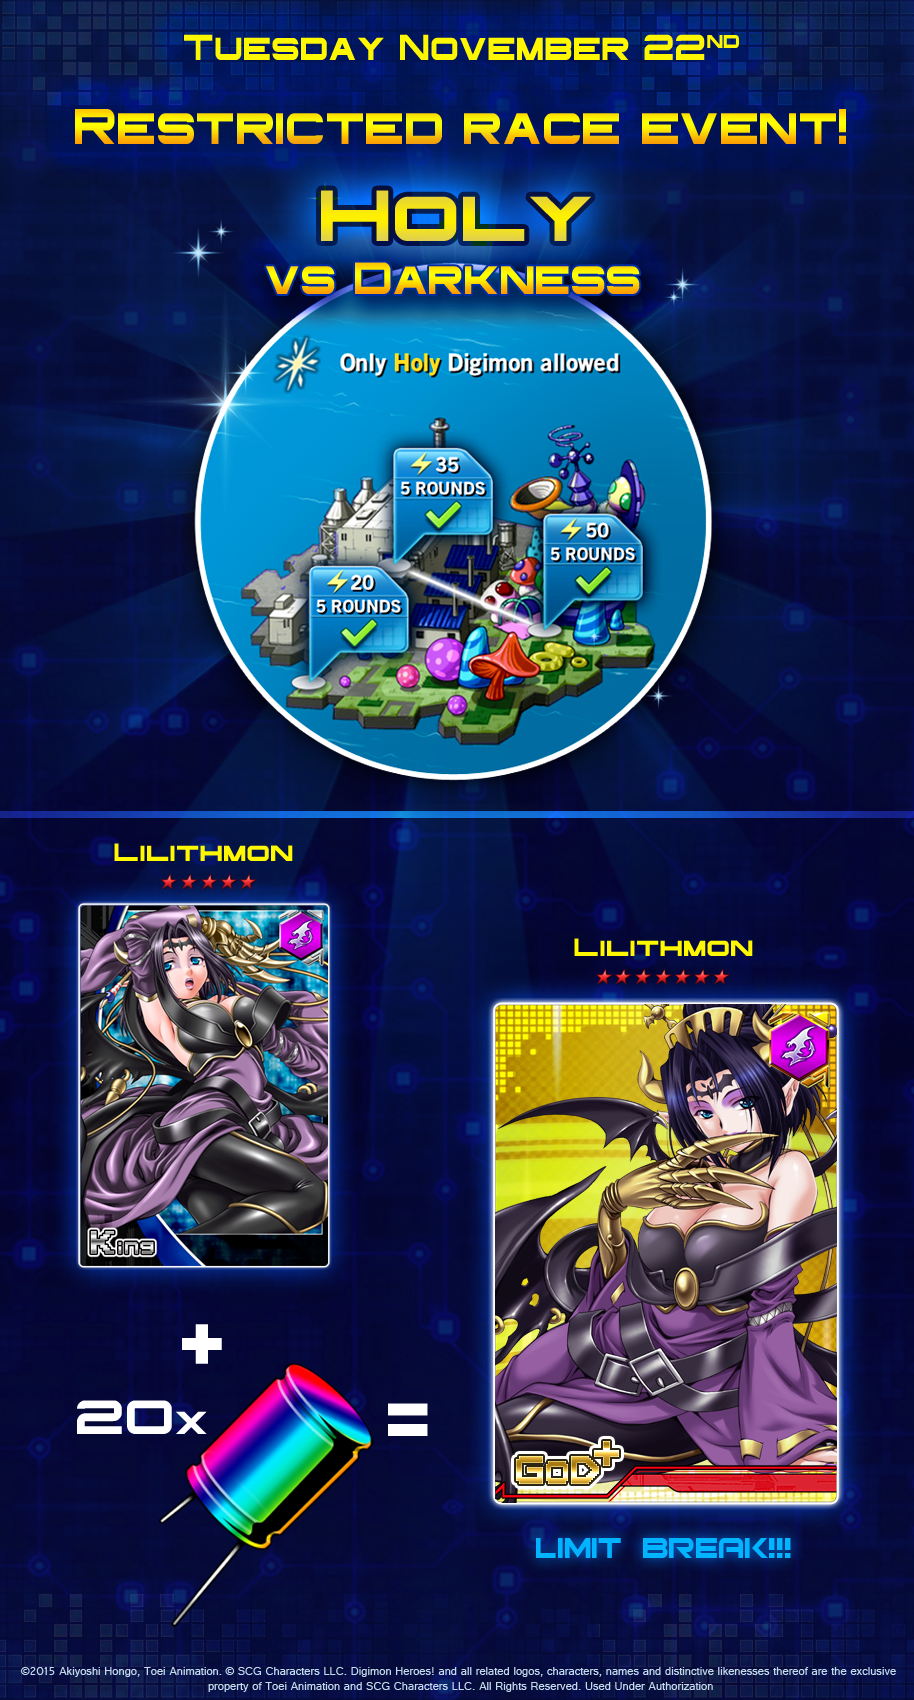 Tuesday November 22nd
Restricted race event!
Holy
vs Darkness
Only Holy Digimon allowed
35
5 ROUNDS
50
5 ROUNDS
20
5 ROUNDS
Lilithmon
King
Lilithmon
GOD+
+
20x
=
LIMIT BREAK!!!
©2015 Akiyoshi Hongo, Toei Animation. © SCG Characters LLC. Digimon Heroes! and all related logos, characters, names and distinctive likenesses thereof are the exclusive
property of Toei Animation and SCG Characters LLC. All Rights Reserved. Used Under Authorization